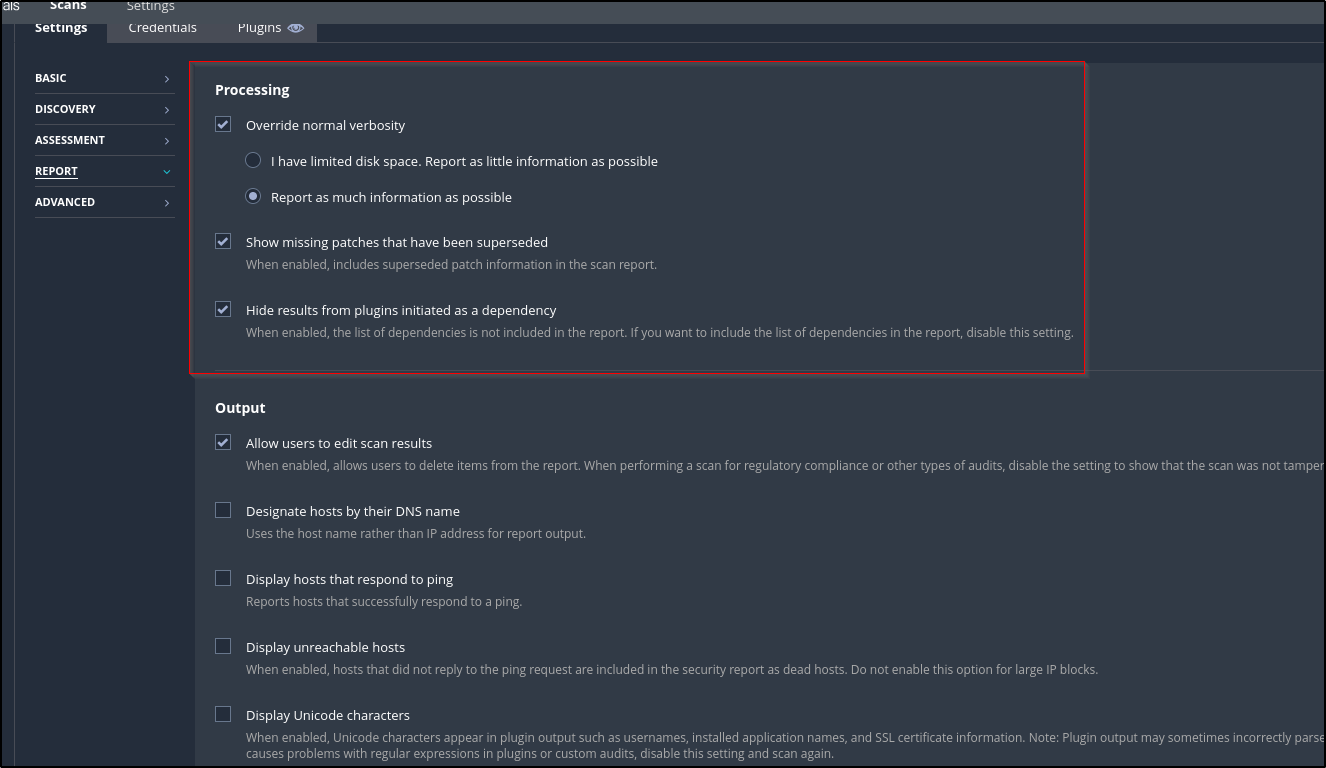 als Scans Settings
Settings Credentials Plugins
BASIC
DISCOVERY
ASSESSMENT
REPORT
ADVANCED
Processing
Override normal verbosity
I have limited disk space. Report as little information as possible
Report as much information as possible
Show missing patches that have been superseded
When enabled, includes superseded patch information in the scan report.
Hide results from plugins initiated as a dependency
When enabled, the list of dependencies is not included in the report. If you want to include the list of dependencies in the report, disable this setting.
Output
Allow users to edit scan results
When enabled, allows users to delete items from the report. When performing a scan for regulatory compliance or other types of audits, disable the setting to show that the scan was not tamper
Designate hosts by their DNS name
Uses the host name rather than IP address for report output.
Display hosts that respond to ping
Reports hosts that successfully respond to a ping.
Display unreachable hosts
When enabled, hosts that did not reply to the ping request are included in the security report as dead hosts. Do not enable this option for large IP blocks.
Display Unicode characters
When enabled, Unicode characters appear in plugin output such as usernames, installed application names, and SSL certificate information. Note: Plugin output may sometimes incorrectly parse
causes problems with regular expressions in plugins or custom audits, disable this setting and scan again.